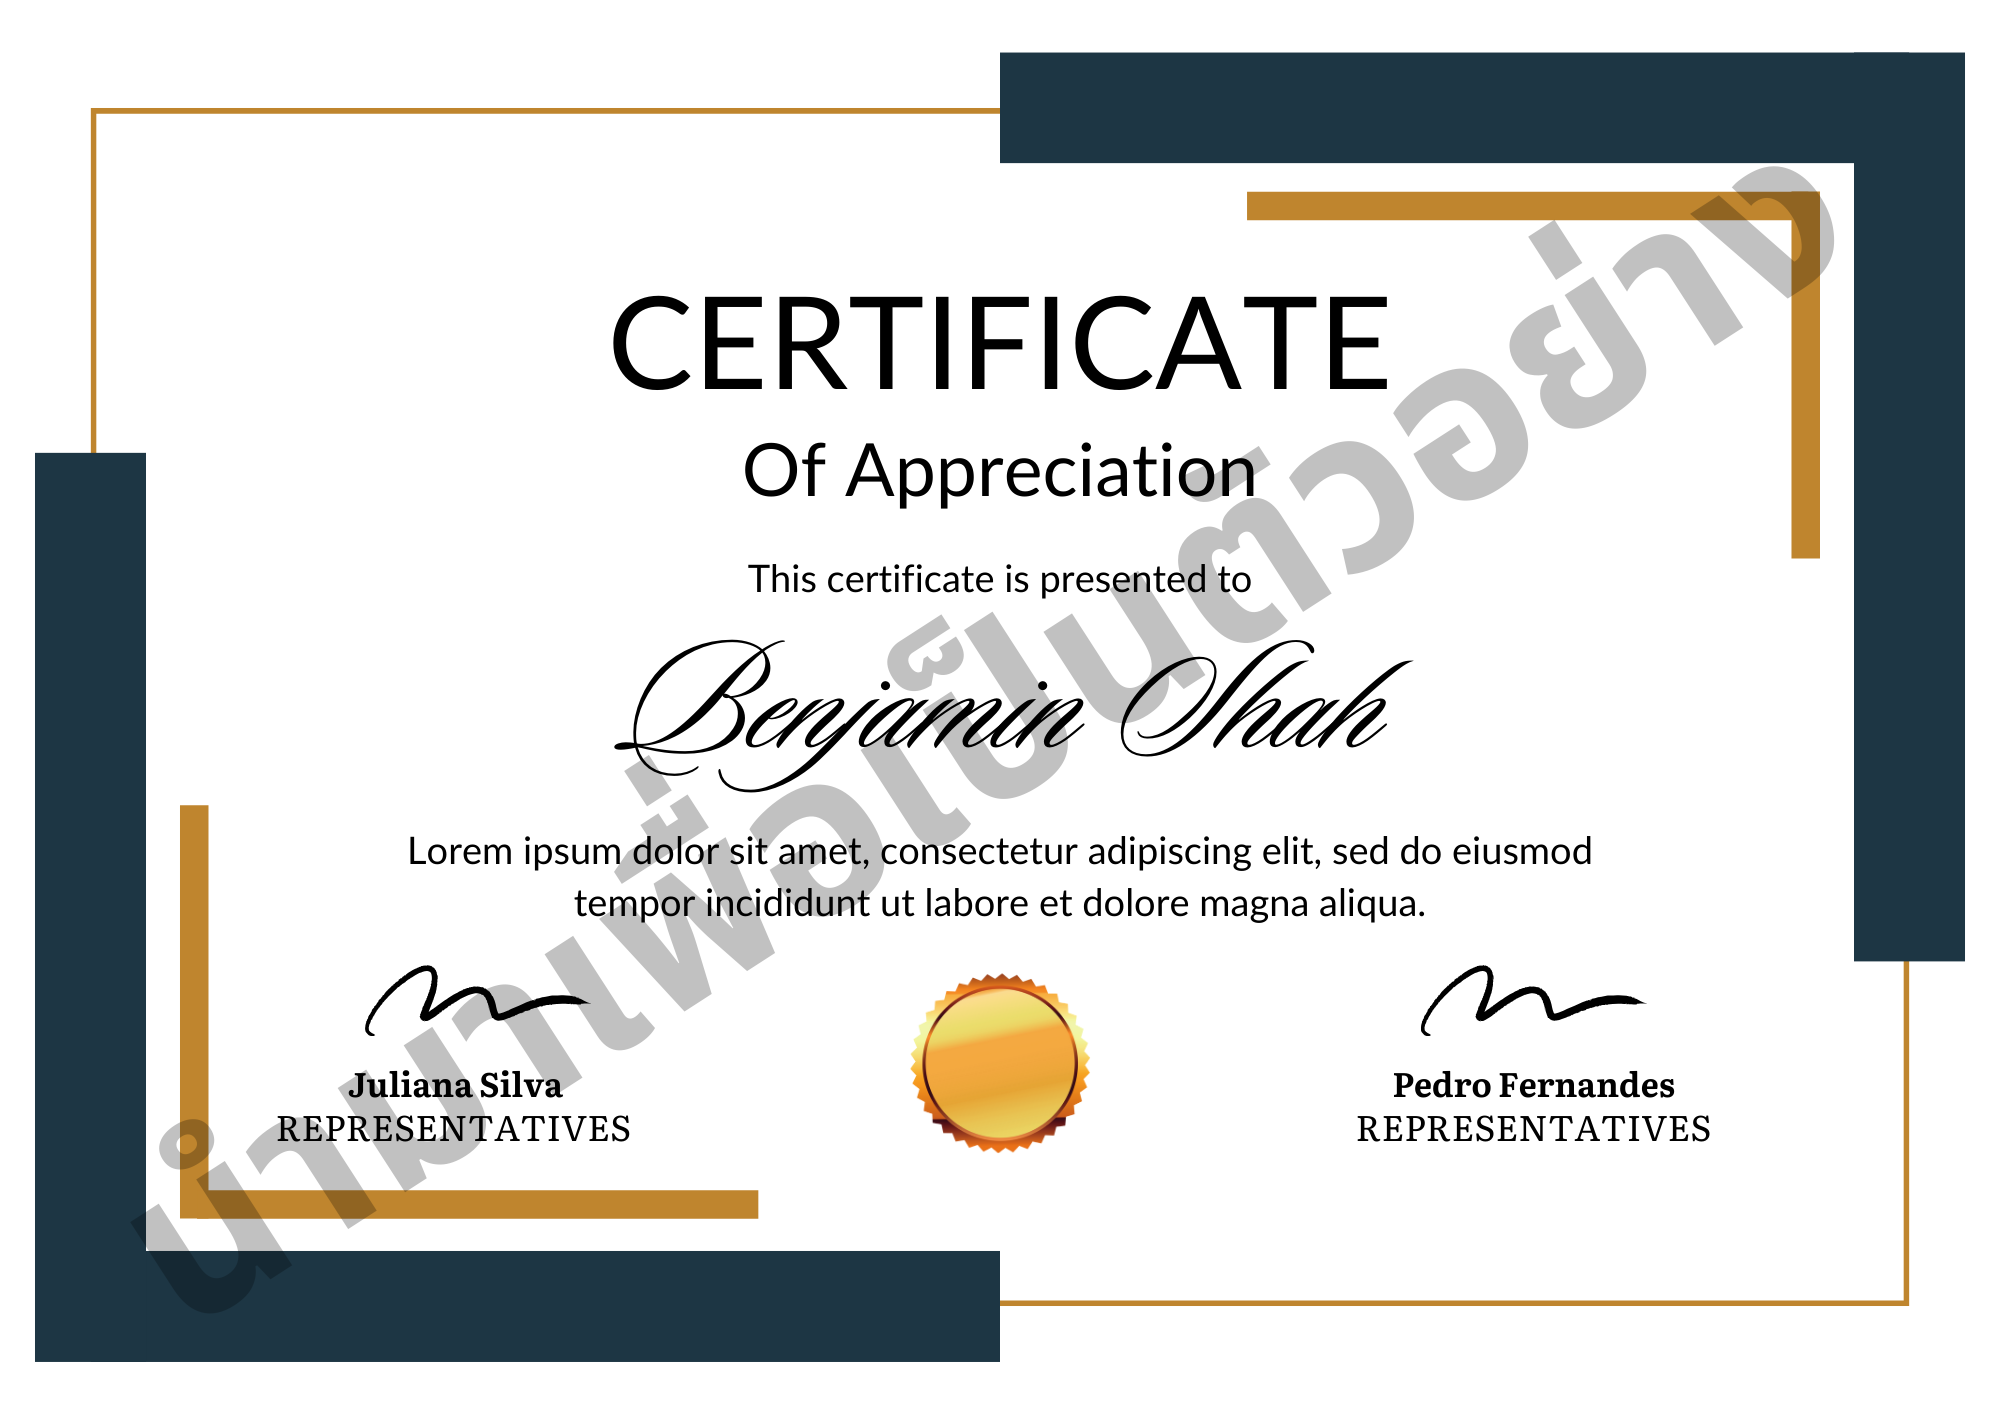 CERTIFICATE
Of Appreciation
This certificate is presented to
Benjamin Shah
Lorem ipsum dolor sit amet, consectetur adipiscing elit, sed do eiusmod
tempor incididunt ut labore et dolore magna aliqua.
Juliana Silva
REPRESENTATIVES
Pedro Fernandes
REPRESENTATIVES
นำมาเพื่อเป็นตัวอย่าง